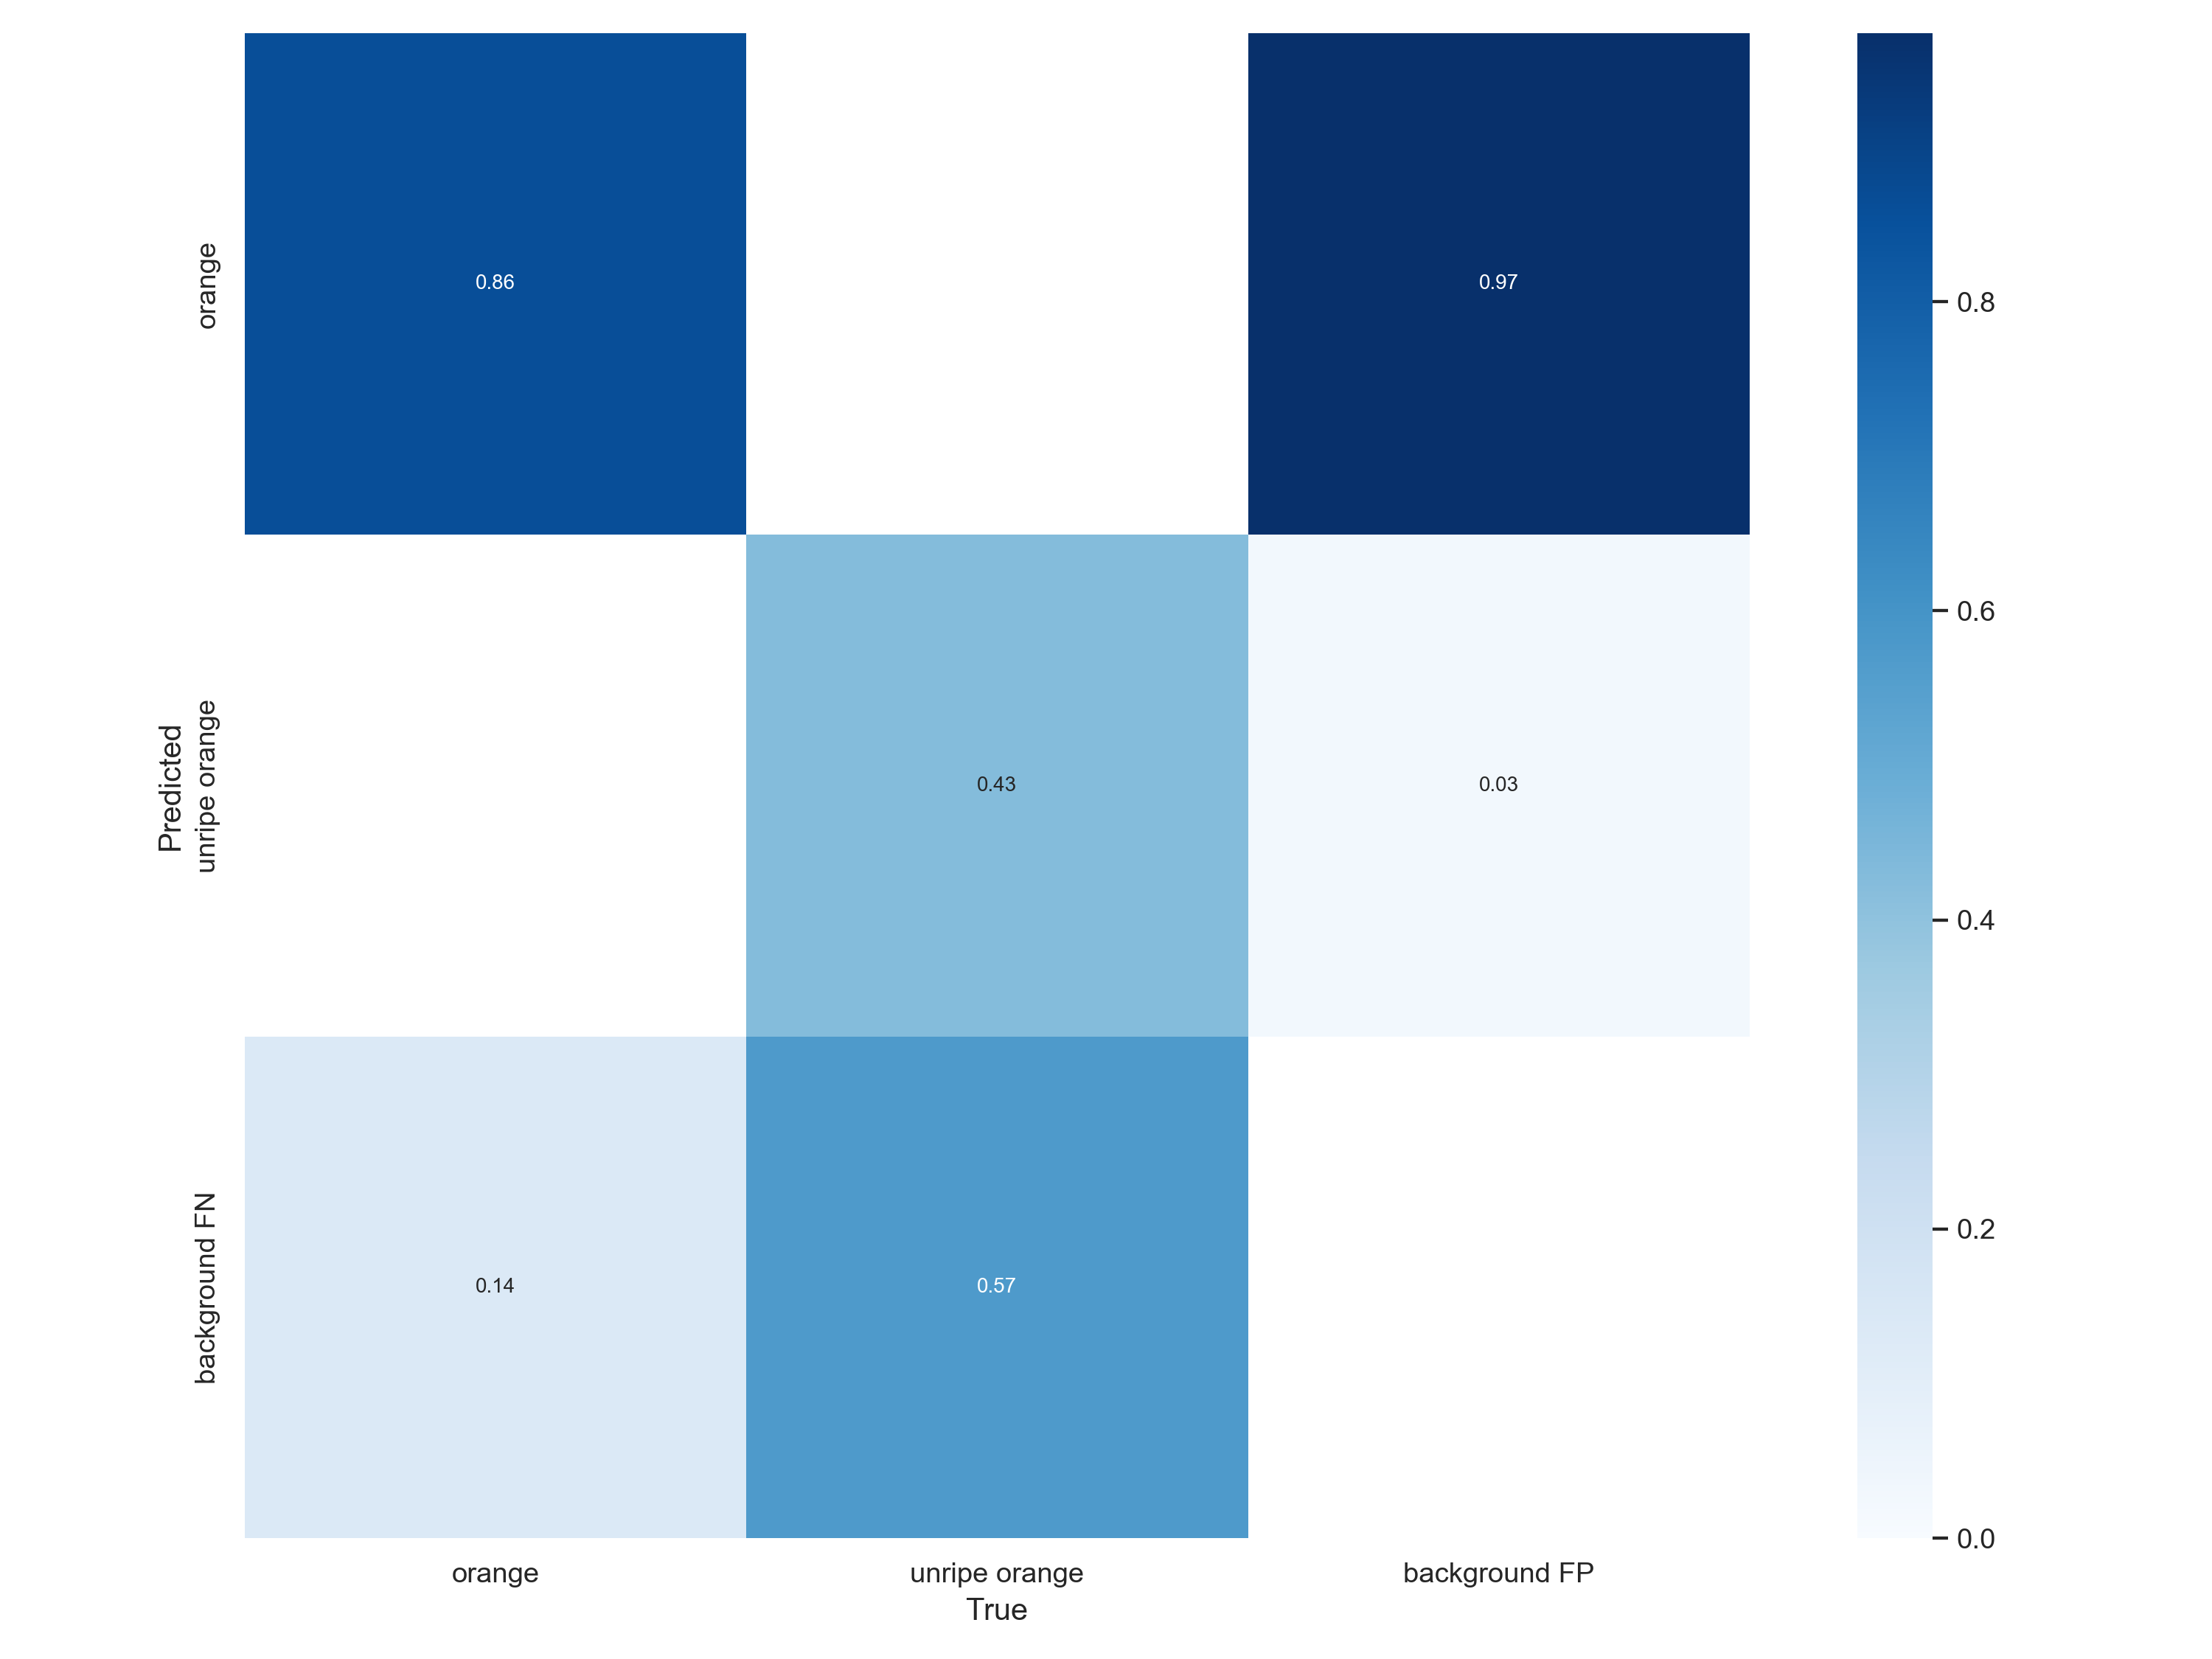 orange
0.86
0.97
0.8
0.6
Predicted
unripe orange
0.43
0.03
0.4
background FN
0.14
0.57
0.2
0.0
orange
unripe orange
background FP
True